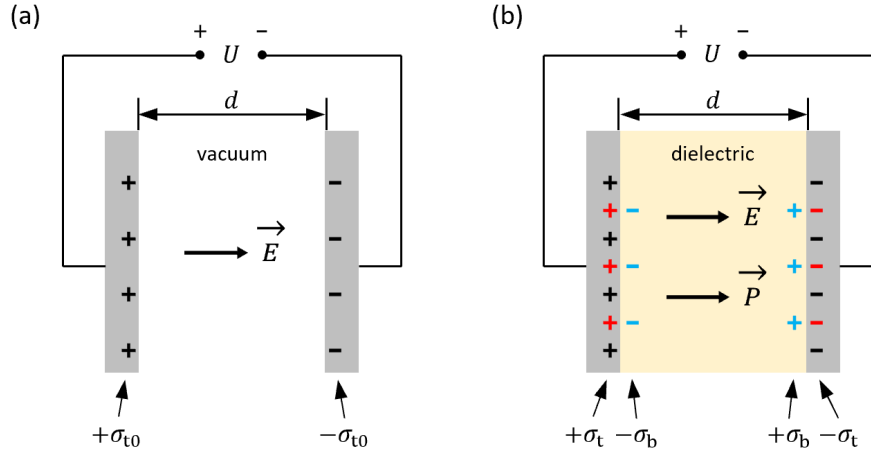 (a)
+ −
U
d
vacuum
E
+σt0
−σt0
(b)
+ −
U
d
dielectric
E
P
+σt −σb
+σb −σt